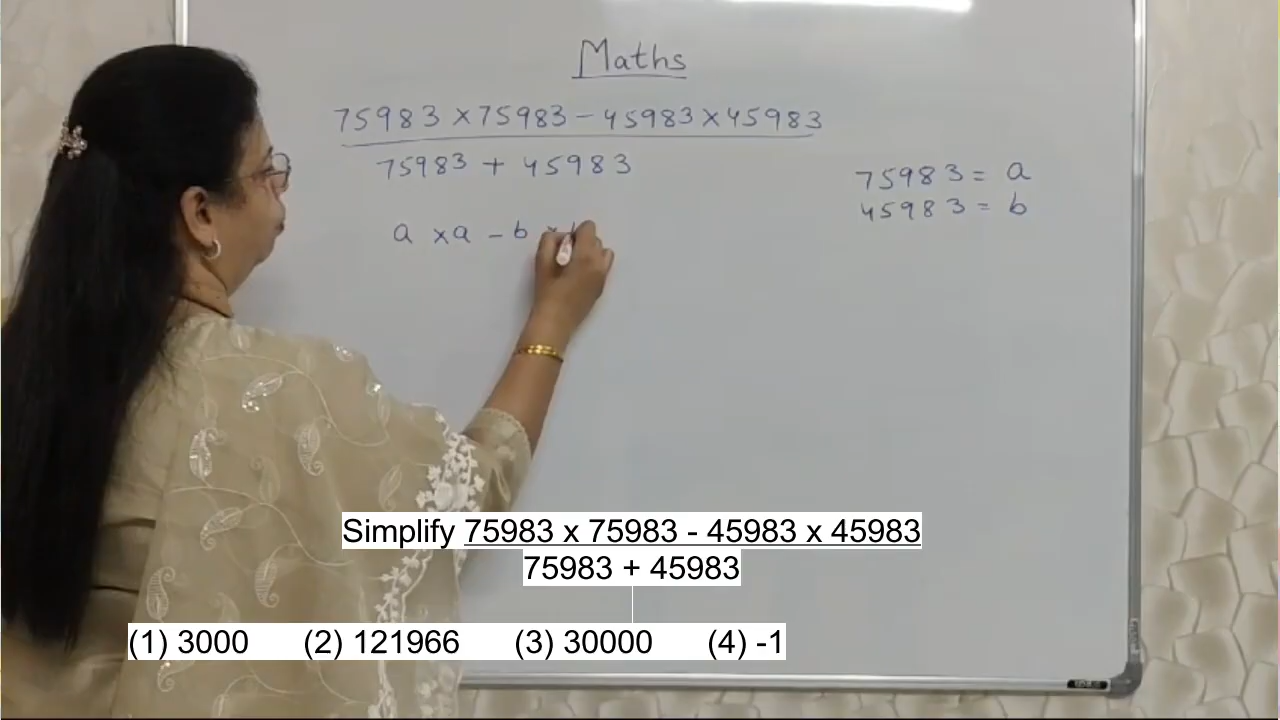 Maths
75983 × 75983 - 45983 × 45983
75983 + 45983
75983 = a
45983 = b
a × a - b ×
Simplify 75983 x 75983 - 45983 x 45983
75983 + 45983
(1) 3000 (2) 121966 (3) 30000 (4) -1